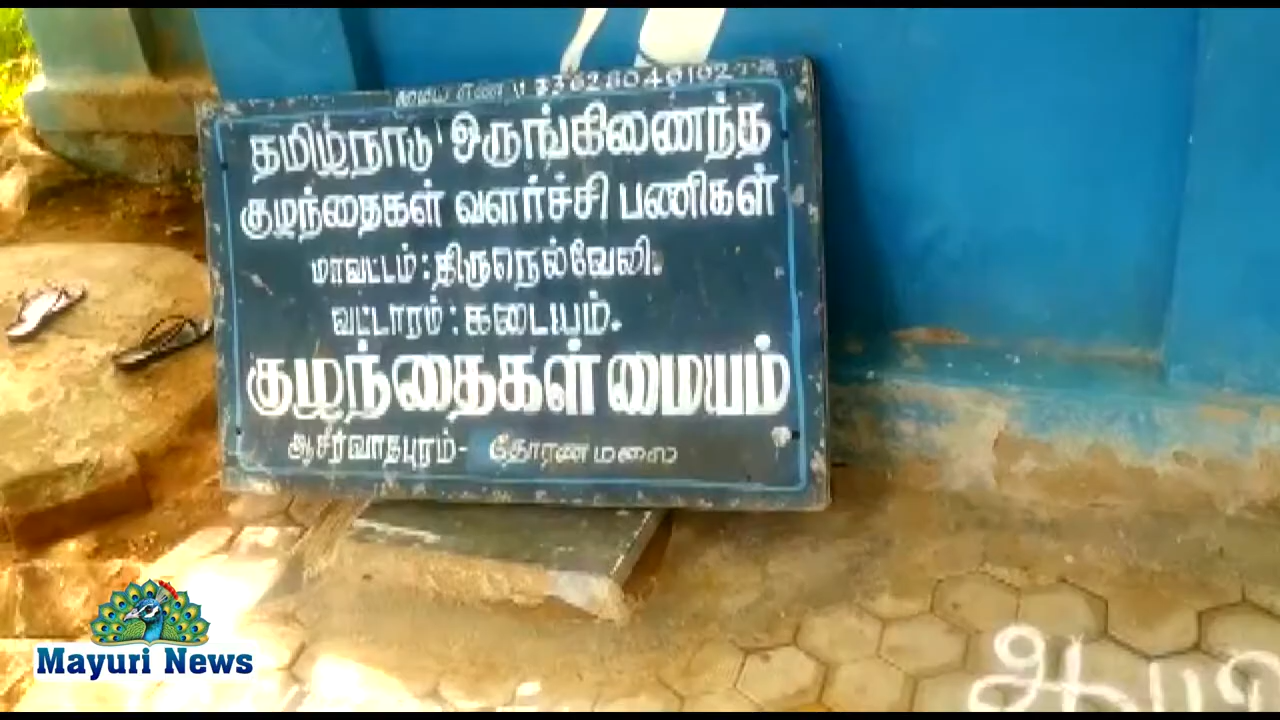 மைய எண்
தமிழ்நாடு ஒருங்கிணைந்த
குழந்தைகள் வளர்ச்சி பணிகள்
மாவட்டம்:திருநெல்வேலி.
வட்டாரம்:கடையம்.
குழந்தைகள் மையம்
ஆசீர்வாதபுரம்- தோரணமலை
Mayuri News